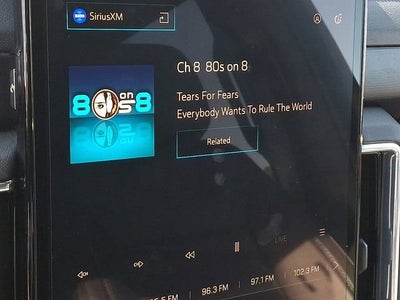 SiriusXM
Ch 8 80s on 8
Tears For Fears
Everybody Wants To Rule The World
80s on 8
Related
LIVE
96.3 FM
97.1 FM
102.3 FM